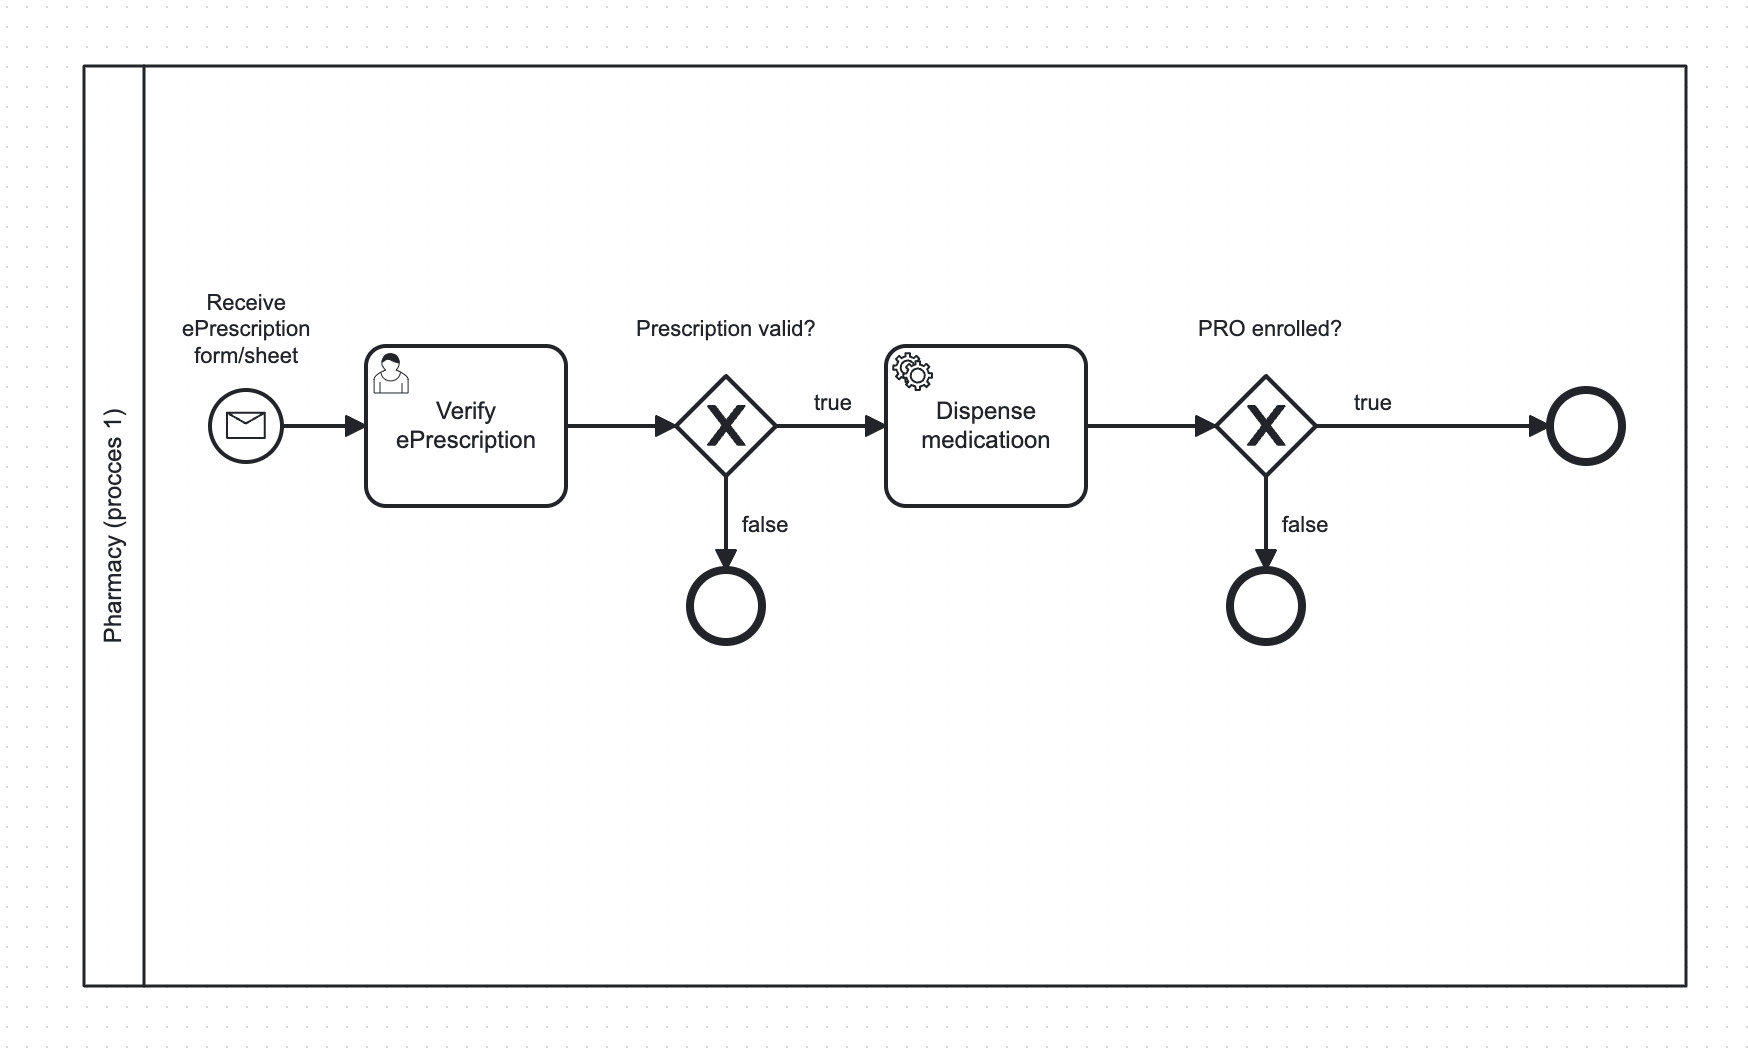 Pharmacy (procces 1)
Receive
ePrescription
form/sheet
Verify
ePrescription
Prescription valid?
true
false
Dispense
medicatioon
PRO enrolled?
true
false